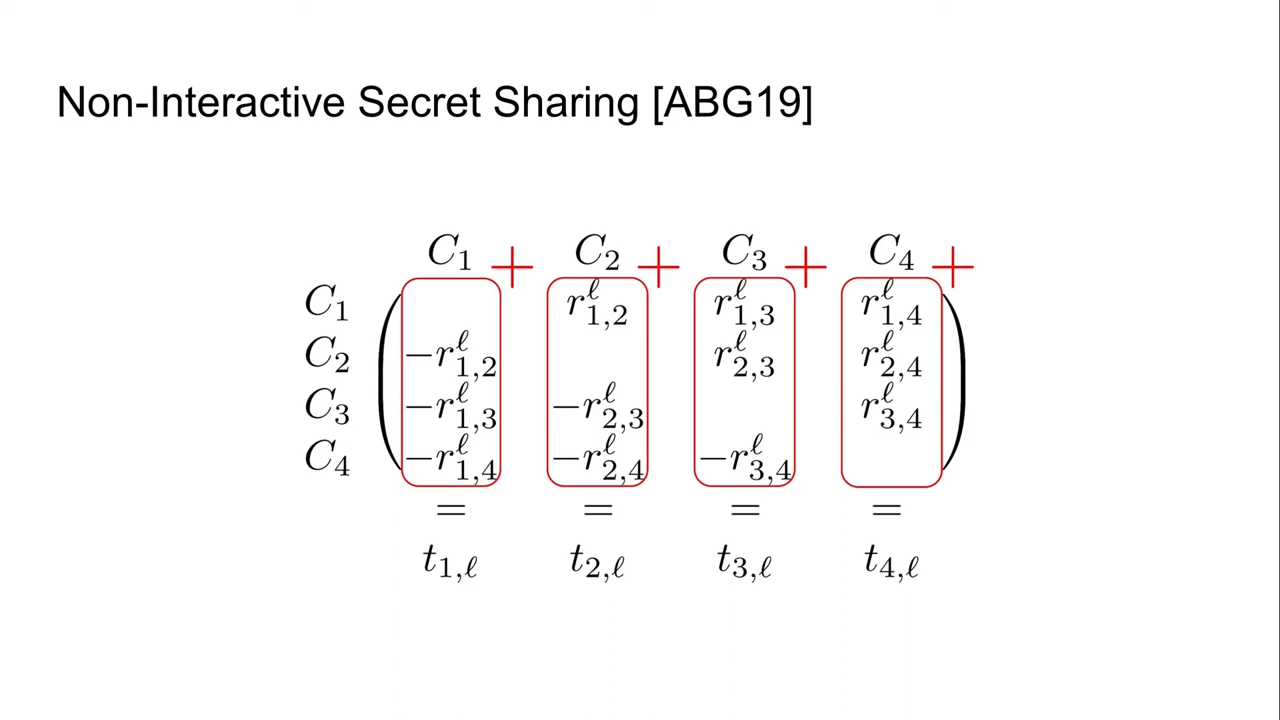 Non-Interactive Secret Sharing [ABG19]
C₁ + C₂ + C₃ + C₄ +
C₁ r^ℓ_{1,2} r^ℓ_{1,3} r^ℓ_{1,4}
C₂ −r^ℓ_{1,2} r^ℓ_{2,3} r^ℓ_{2,4}
C₃ −r^ℓ_{1,3} −r^ℓ_{2,3} r^ℓ_{3,4}
C₄ −r^ℓ_{1,4} −r^ℓ_{2,4} −r^ℓ_{3,4}
= = = =
t_{1,ℓ} t_{2,ℓ} t_{3,ℓ} t_{4,ℓ}